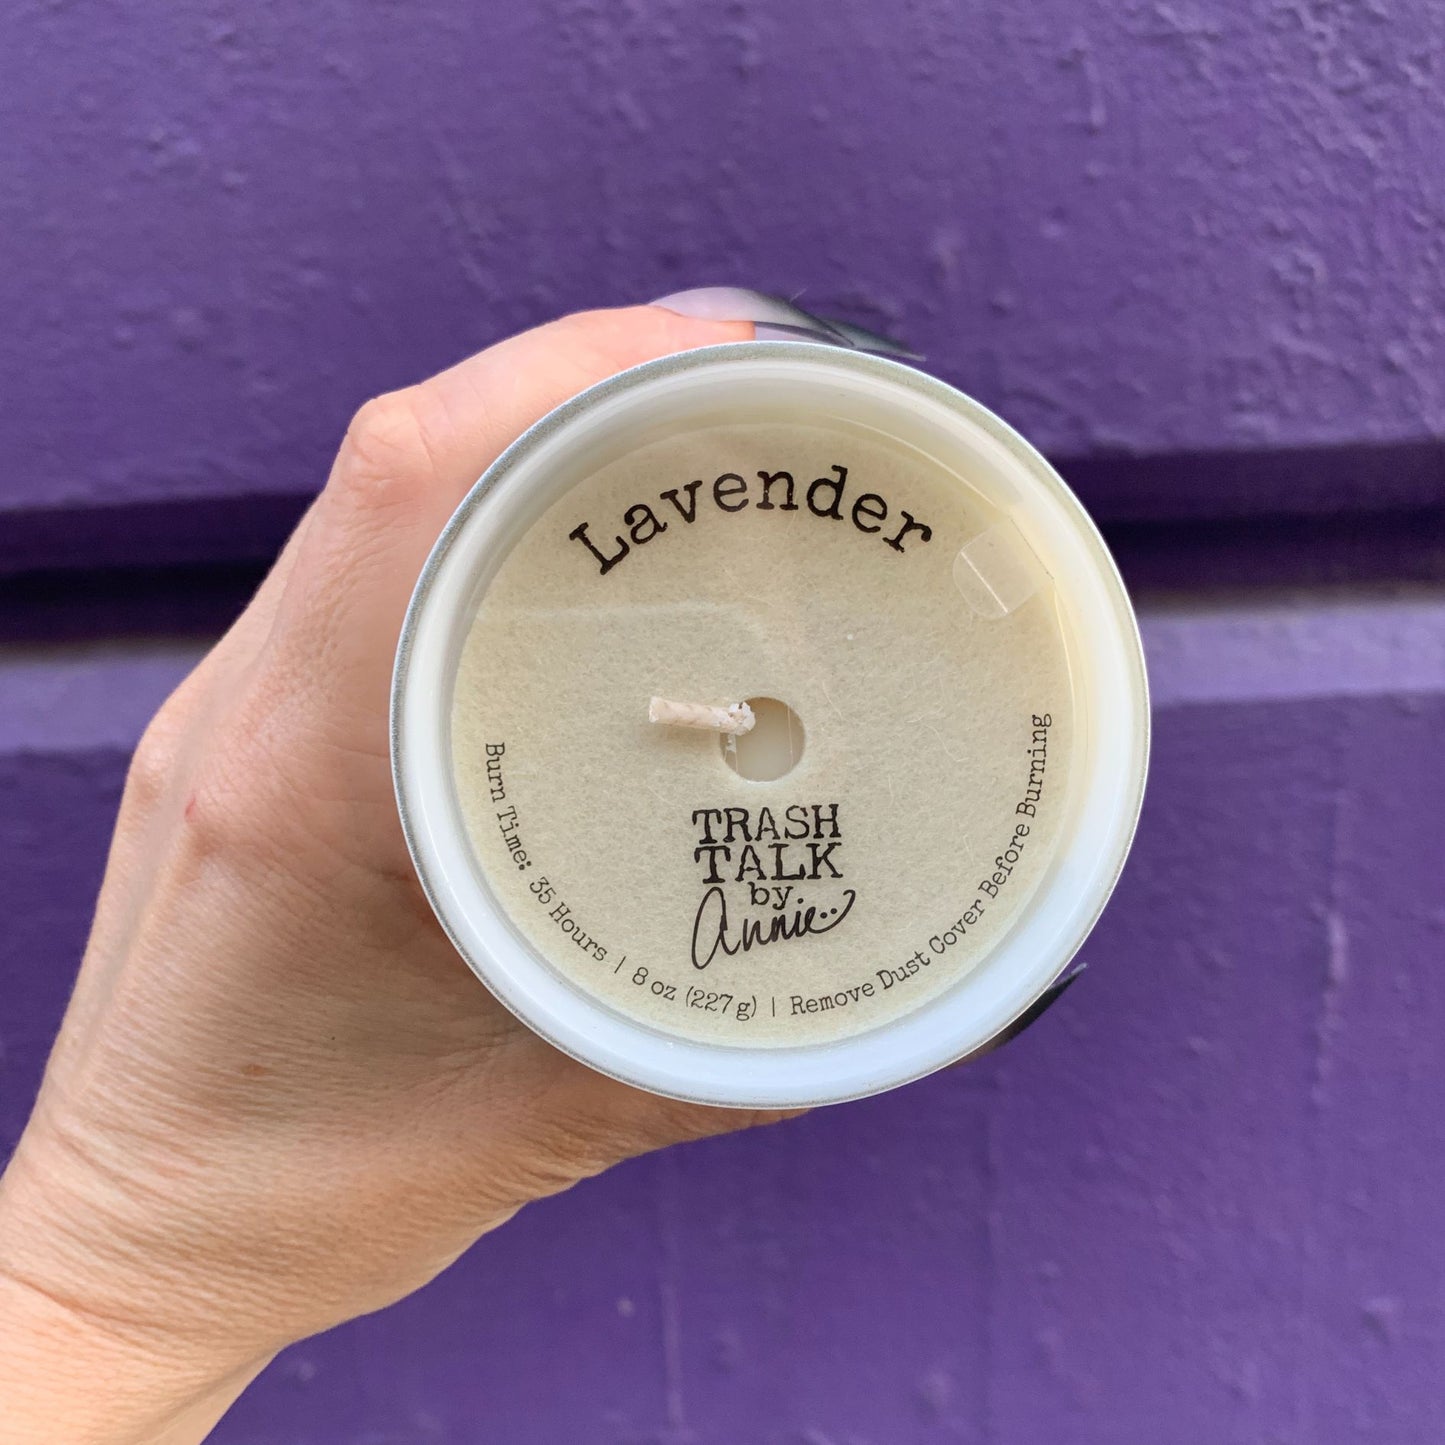 Lavender
TRASH
TALK
by
Annie..
Burn Time: 35 Hours | 8 oz (227 g) | Remove Dust Cover Before Burning